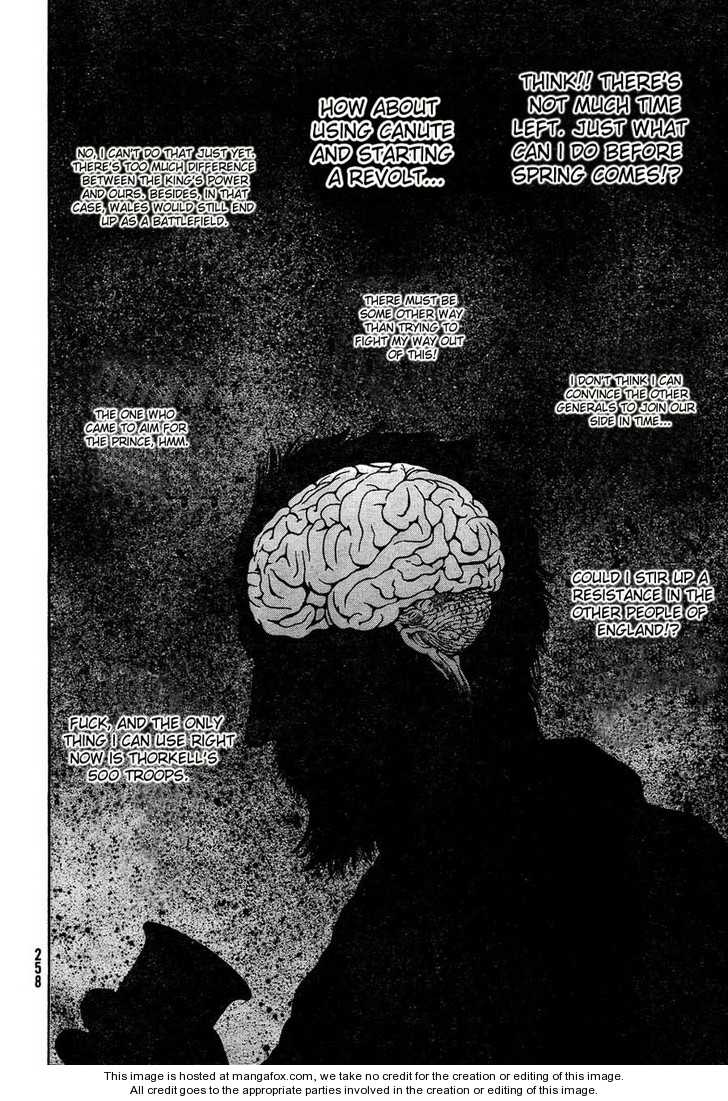 THINK!! THERE'S
NOT MUCH TIME
LEFT. JUST WHAT
CAN I DO BEFORE
SPRING COMES!?
HOW ABOUT
USING CANUTE
AND STARTING
A REVOLT...
NO, I CAN'T DO THAT JUST YET.
THERE'S TOO MUCH DIFFERENCE
BETWEEN THE KING'S POWER
AND OURS. BESIDES, IN THAT
CASE, WALES WOULD STILL END
UP AS A BATTLEFIELD.
THERE MUST BE
SOME OTHER WAY
THAN TRYING TO
FIGHT MY WAY OUT
OF THIS!
I DON'T THINK I CAN
CONVINCE THE OTHER
GENERALS TO JOIN OUR
SIDE IN TIME...
THE ONE WHO
CAME TO AIM FOR
THE PRINCE, HMM.
COULD I STIR UP A
RESISTANCE IN THE
OTHER PEOPLE OF
ENGLAND!?
FUCK, AND THE ONLY
THING I CAN USE RIGHT
NOW IS THORKELL'S
500 TROOPS.
258
This image is hosted at mangafox.com, we take no credit for the creation or editing of this image.
All credit goes to the appropriate parties involved in the creation or editing of this image.